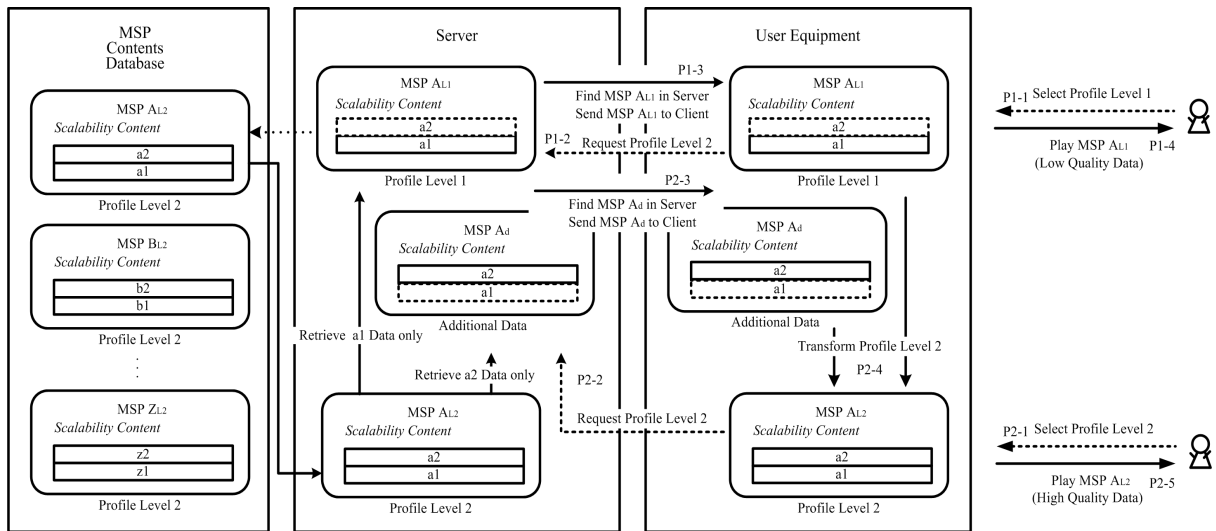 MSP
Contents
Database
MSP AL2
Scalability Content
a2
a1
Profile Level 2
MSP BL2
Scalability Content
b2
b1
Profile Level 2
MSP ZL2
Scalability Content
z2
z1
Profile Level 2
Server
MSP AL1
Scalability Content
a2
a1
Profile Level 1
MSP Ad
Scalability Content
a2
a1
Additional Data
Retrieve a1 Data only
Retrieve a2 Data only
MSP AL2
Scalability Content
a2
a1
Profile Level 2
P1-3
Find MSP AL1 in Server
Send MSP AL1 to Client
P1-2
Request Profile Level 2
P2-3
Find MSP Ad in Server
Send MSP Ad to Client
P2-2
Request Profile Level 2
User Equipment
MSP AL1
Scalability Content
a2
a1
Profile Level 1
MSP Ad
Scalability Content
a2
a1
Additional Data
Transform Profile Level 2
P2-4
MSP AL2
Scalability Content
a2
a1
Profile Level 2
P1-1 Select Profile Level 1
Play MSP AL1 P1-4
(Low Quality Data)
P2-1 Select Profile Level 2
Play MSP AL2 P2-5
(High Quality Data)